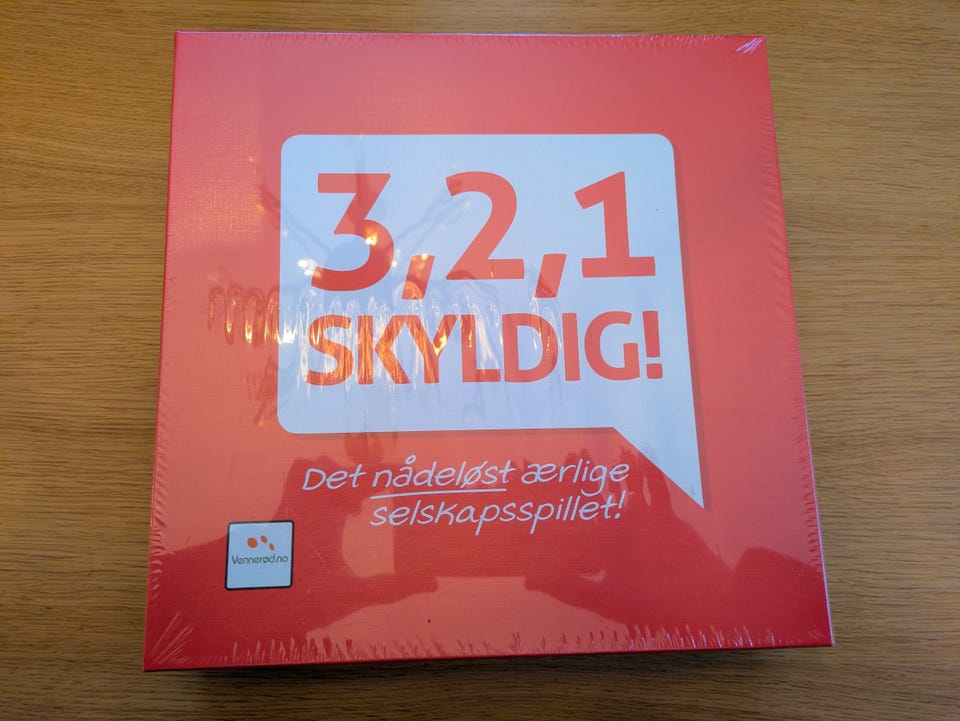 3,2,1
SKYLDIG!
Det nådeløst ærlige
selskapsspillet!
Vennerød.no